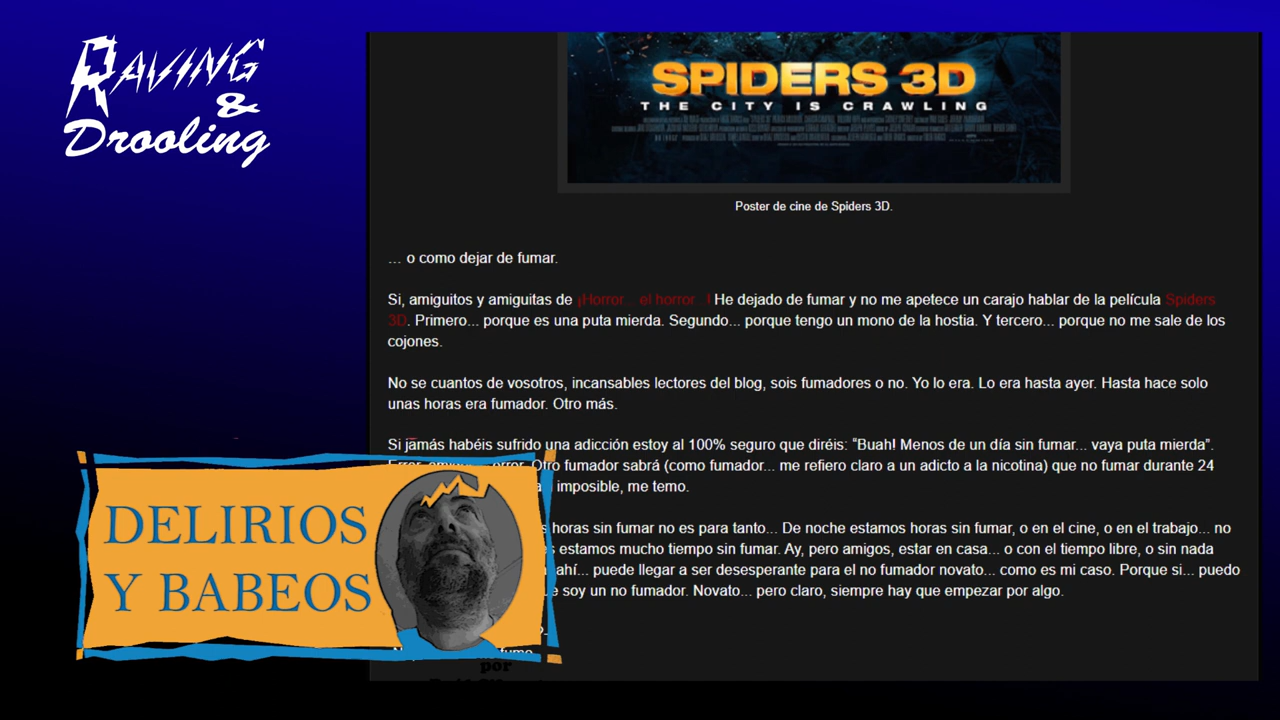 RAVING
&
Drooling
SPIDERS 3D
THE CITY IS CRAWLING
Poster de cine de Spiders 3D.
... o como dejar de fumar.
Si, amiguitos y amiguitas de ¡Horror... el horror...! He dejado de fumar y no me apetece un carajo hablar de la película Spiders
3D. Primero... porque es una puta mierda. Segundo... porque tengo un mono de la hostia. Y tercero... porque no me sale de los
cojones.
No se cuantos de vosotros, incansables lectores del blog, sois fumadores o no. Yo lo era. Lo era hasta ayer. Hasta hace solo
unas horas era fumador. Otro más.
Si jamás habéis sufrido una adicción estoy al 100% seguro que diréis: “Buah! Menos de un día sin fumar... vaya puta mierda”.
error. Otro fumador sabrá (como fumador... me refiero claro a un adicto a la nicotina) que no fumar durante 24
imposible, me temo.
horas sin fumar no es para tanto... De noche estamos horas sin fumar, o en el cine, o en el trabajo... no
estamos mucho tiempo sin fumar. Ay, pero amigos, estar en casa... o con el tiempo libre, o sin nada
ahí... puede llegar a ser desesperante para el no fumador novato... como es mi caso. Porque si... puedo
soy un no fumador. Novato... pero claro, siempre hay que empezar por algo.
DELIRIOS
Y BABEOS
por